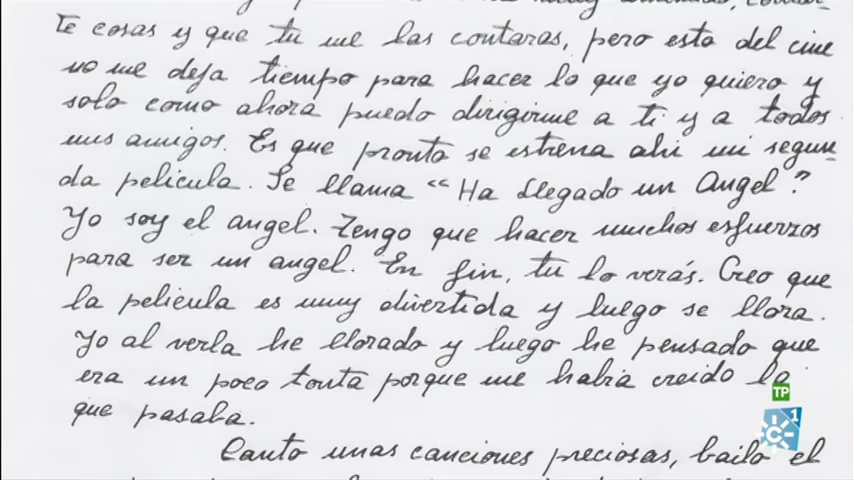 te cosas y que tu me las contaras, pero esto del cine
no me deja tiempo para hacer lo que yo quiero y
solo como ahora puedo dirigirme a ti y a todos
mis amigos. Es que pronto se estrena ahi mi segun-
da pelicula. Se llama "Ha llegado un Angel"
Yo soy el angel. Tengo que hacer muchos esfuerzos
para ser un angel. En fin, tu lo verás. Creo que
la pelicula es muy divertida y luego se llora.
Yo al verla he llorado y luego he pensado que
era un poco tonta porque me habia creido lo
que pasaba.
Canto unas canciones preciosas, bailo el
TP
1